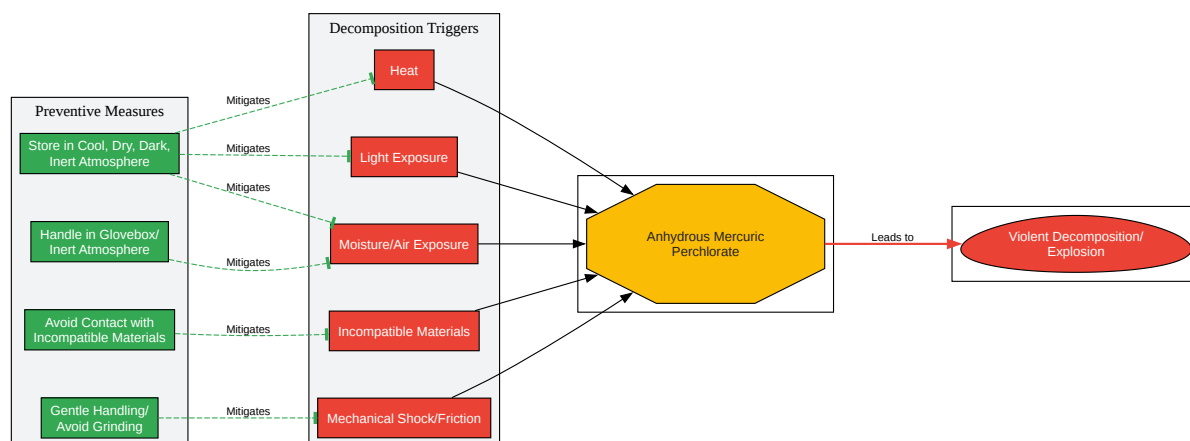 Decomposition Triggers
Heat
Mitigates
Preventive Measures
Store in Cool, Dry, Dark,
Inert Atmosphere
Mitigates
Light Exposure
Mitigates
Handle in Glovebox/
Inert Atmosphere
Moisture/Air Exposure
Mitigates
Anhydrous Mercuric
Perchlorate
Leads to
Violent Decomposition/
Explosion
Avoid Contact with
Incompatible Materials
Mitigates
Incompatible Materials
Gentle Handling/
Avoid Grinding
Mitigates
Mechanical Shock/Friction